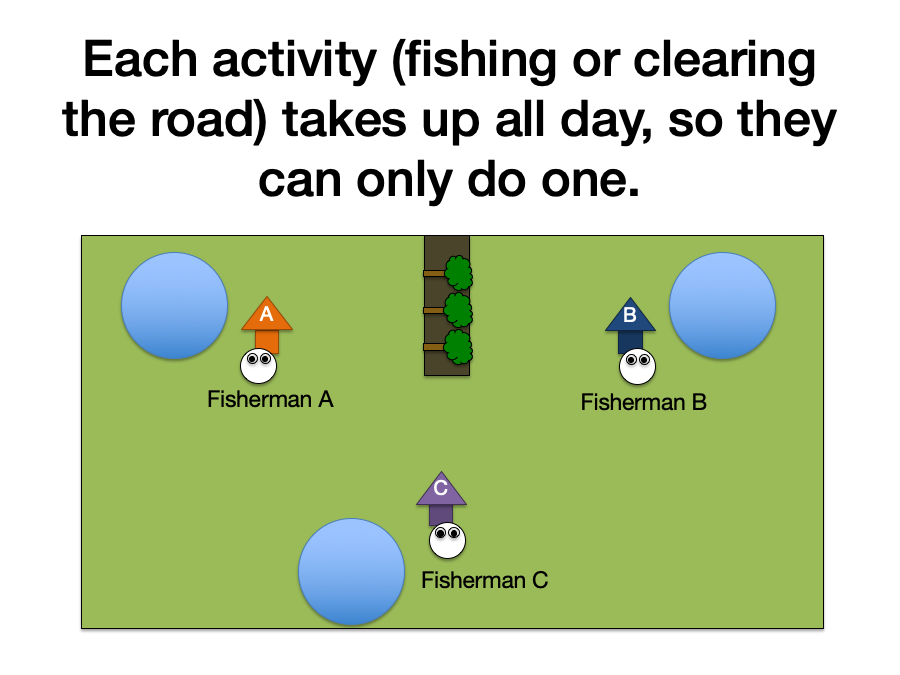 Each activity (fishing or clearing
the road) takes up all day, so they
can only do one.
A
B
Fisherman A
Fisherman B
C
Fisherman C